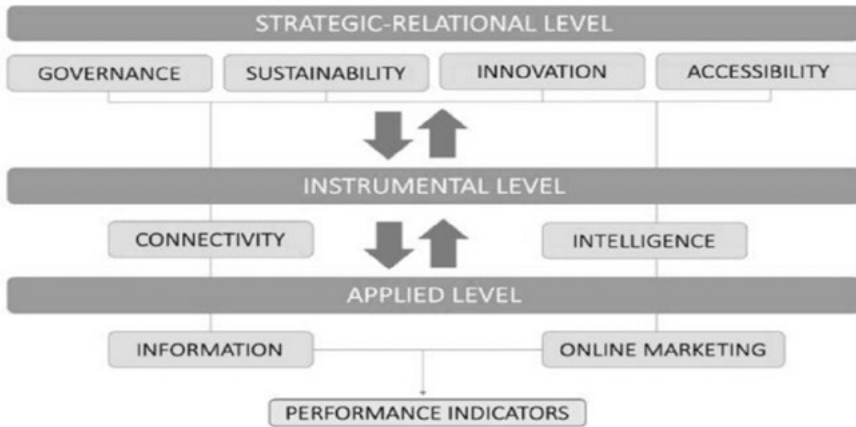 STRATEGIC-RELATIONAL LEVEL
GOVERNANCE
SUSTAINABILITY
INNOVATION
ACCESSIBILITY
INSTRUMENTAL LEVEL
CONNECTIVITY
INTELLIGENCE
APPLIED LEVEL
INFORMATION
ONLINE MARKETING
PERFORMANCE INDICATORS